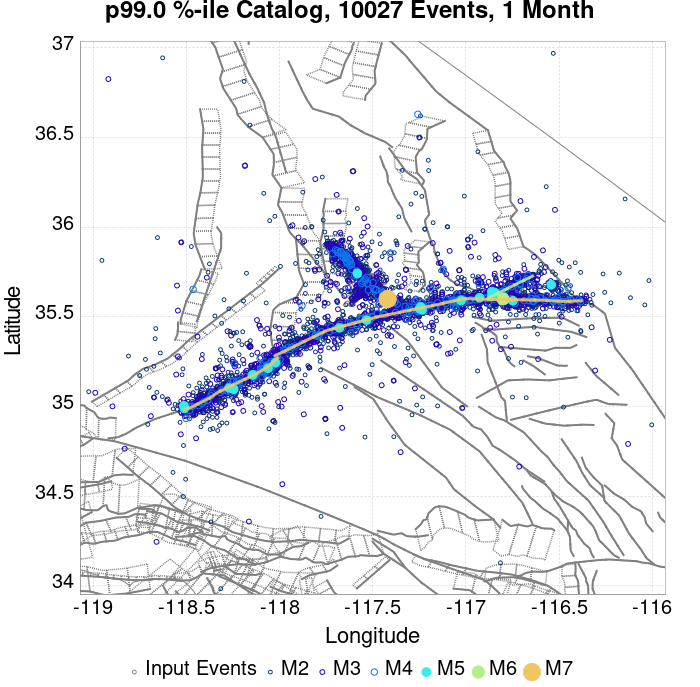 p99.0 %-ile Catalog, 10027 Events, 1 Month
37
36.5
36
35.5
35
34.5
34
Latitude
-119 -118.5 -118 -117.5 -117 -116.5 -116
Longitude
Input Events M2 M3 M4 M5 M6 M7